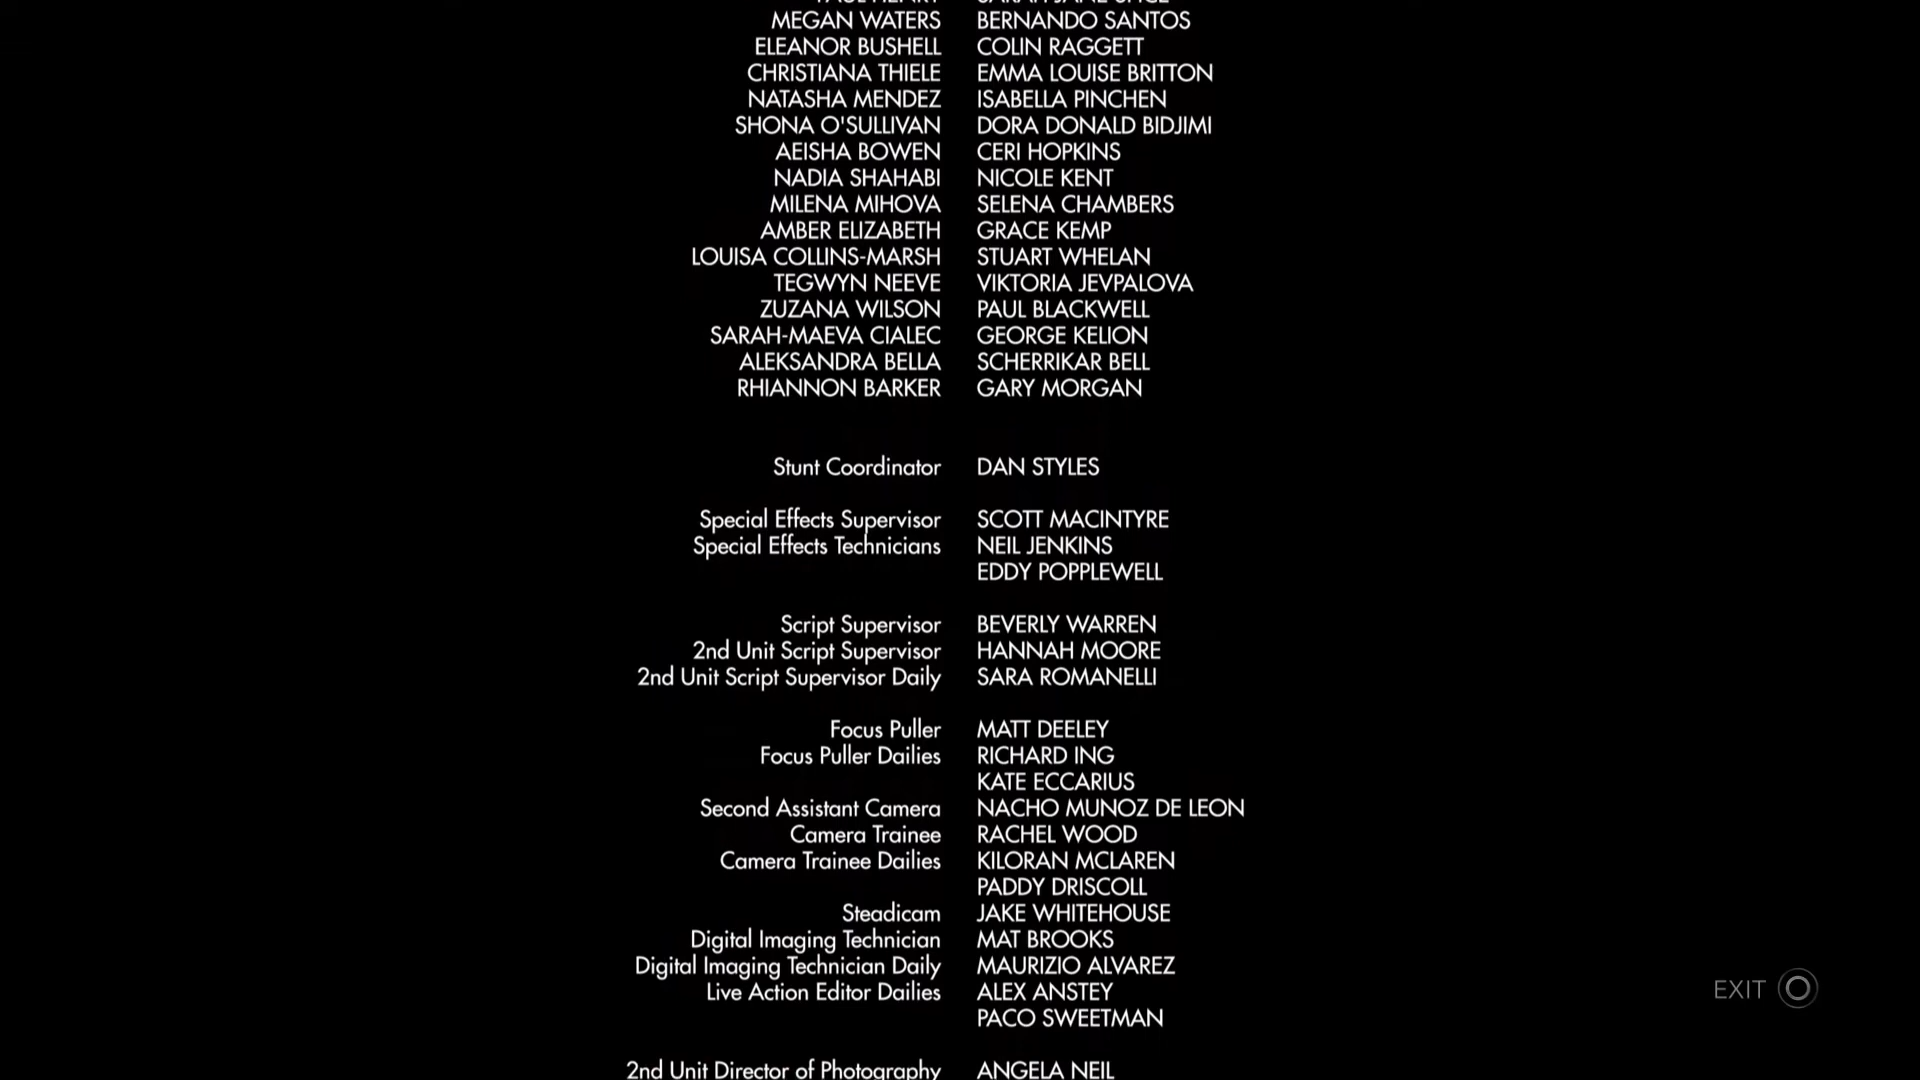 PAUL HENRY SARAH JANE SPICE
MEGAN WATERS BERNANDO SANTOS
ELEANOR BUSHELL COLIN RAGGETT
CHRISTIANA THIELE EMMA LOUISE BRITTON
NATASHA MENDEZ ISABELLA PINCHEN
SHONA O'SULLIVAN DORA DONALD BIDJIMI
AEISHA BOWEN CERI HOPKINS
NADIA SHAHABI NICOLE KENT
MILENA MIHOVA SELENA CHAMBERS
AMBER ELIZABETH GRACE KEMP
LOUISA COLLINS-MARSH STUART WHELAN
TEGWYN NEEVE VIKTORIA JEVPALOVA
ZUZANA WILSON PAUL BLACKWELL
SARAH-MAEVA CIALEC GEORGE KELION
ALEKSANDRA BELLA SCHERRIKAR BELL
RHIANNON BARKER GARY MORGAN
Stunt Coordinator DAN STYLES
Special Effects Supervisor SCOTT MACINTYRE
Special Effects Technicians NEIL JENKINS
EDDY POPPLEWELL
Script Supervisor BEVERLY WARREN
2nd Unit Script Supervisor HANNAH MOORE
2nd Unit Script Supervisor Daily SARA ROMANELLI
Focus Puller MATT DEELEY
Focus Puller Dailies RICHARD ING
KATE ECCARIUS
Second Assistant Camera NACHO MUNOZ DE LEON
Camera Trainee RACHEL WOOD
Camera Trainee Dailies KILORAN MCLAREN
PADDY DRISCOLL
Steadicam JAKE WHITEHOUSE
Digital Imaging Technician MAT BROOKS
Digital Imaging Technician Daily MAURIZIO ALVAREZ
Live Action Editor Dailies ALEX ANSTEY
EXIT
PACO SWEETMAN
2nd Unit Director of Photography ANGELA NEIL